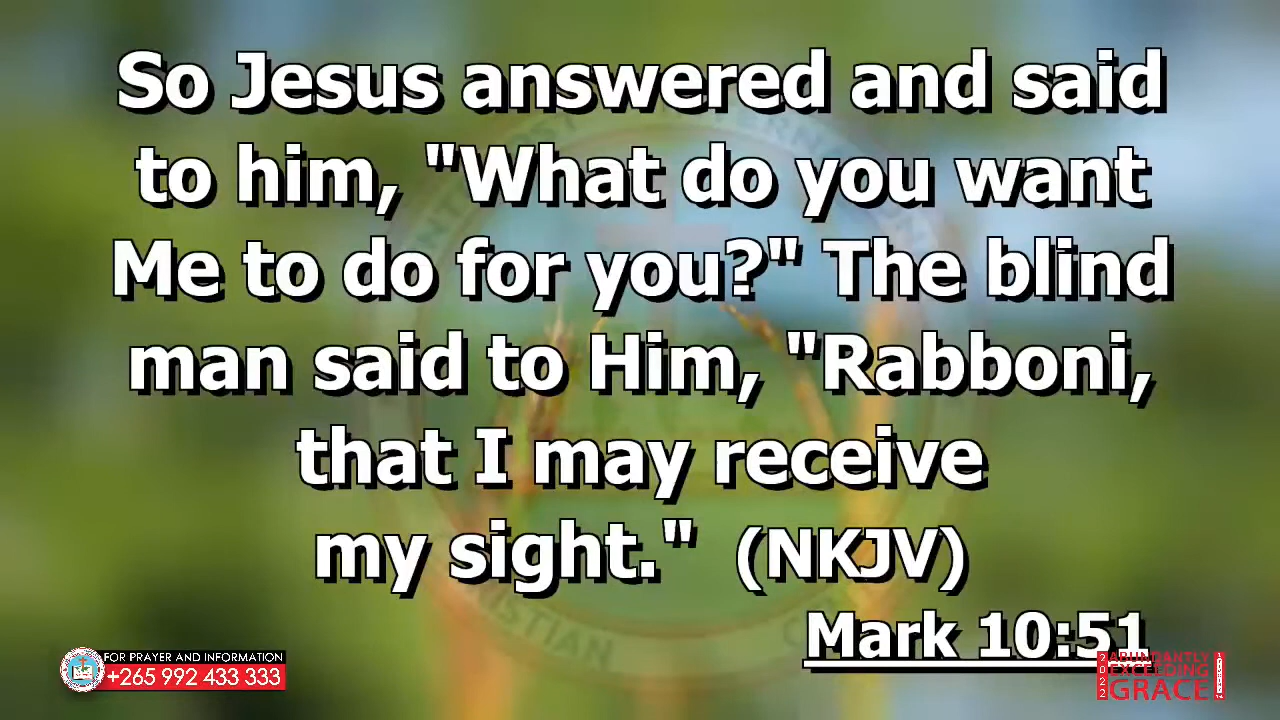 So Jesus answered and said
to him, "What do you want
Me to do for you?" The blind
man said to Him, "Rabboni,
that I may receive
my sight." (NKJV)
Mark 10:51
FOR PRAYER AND INFORMATION
+265 992 433 333
2022
ABUNDANTLY
EXCEEDING
GRACE